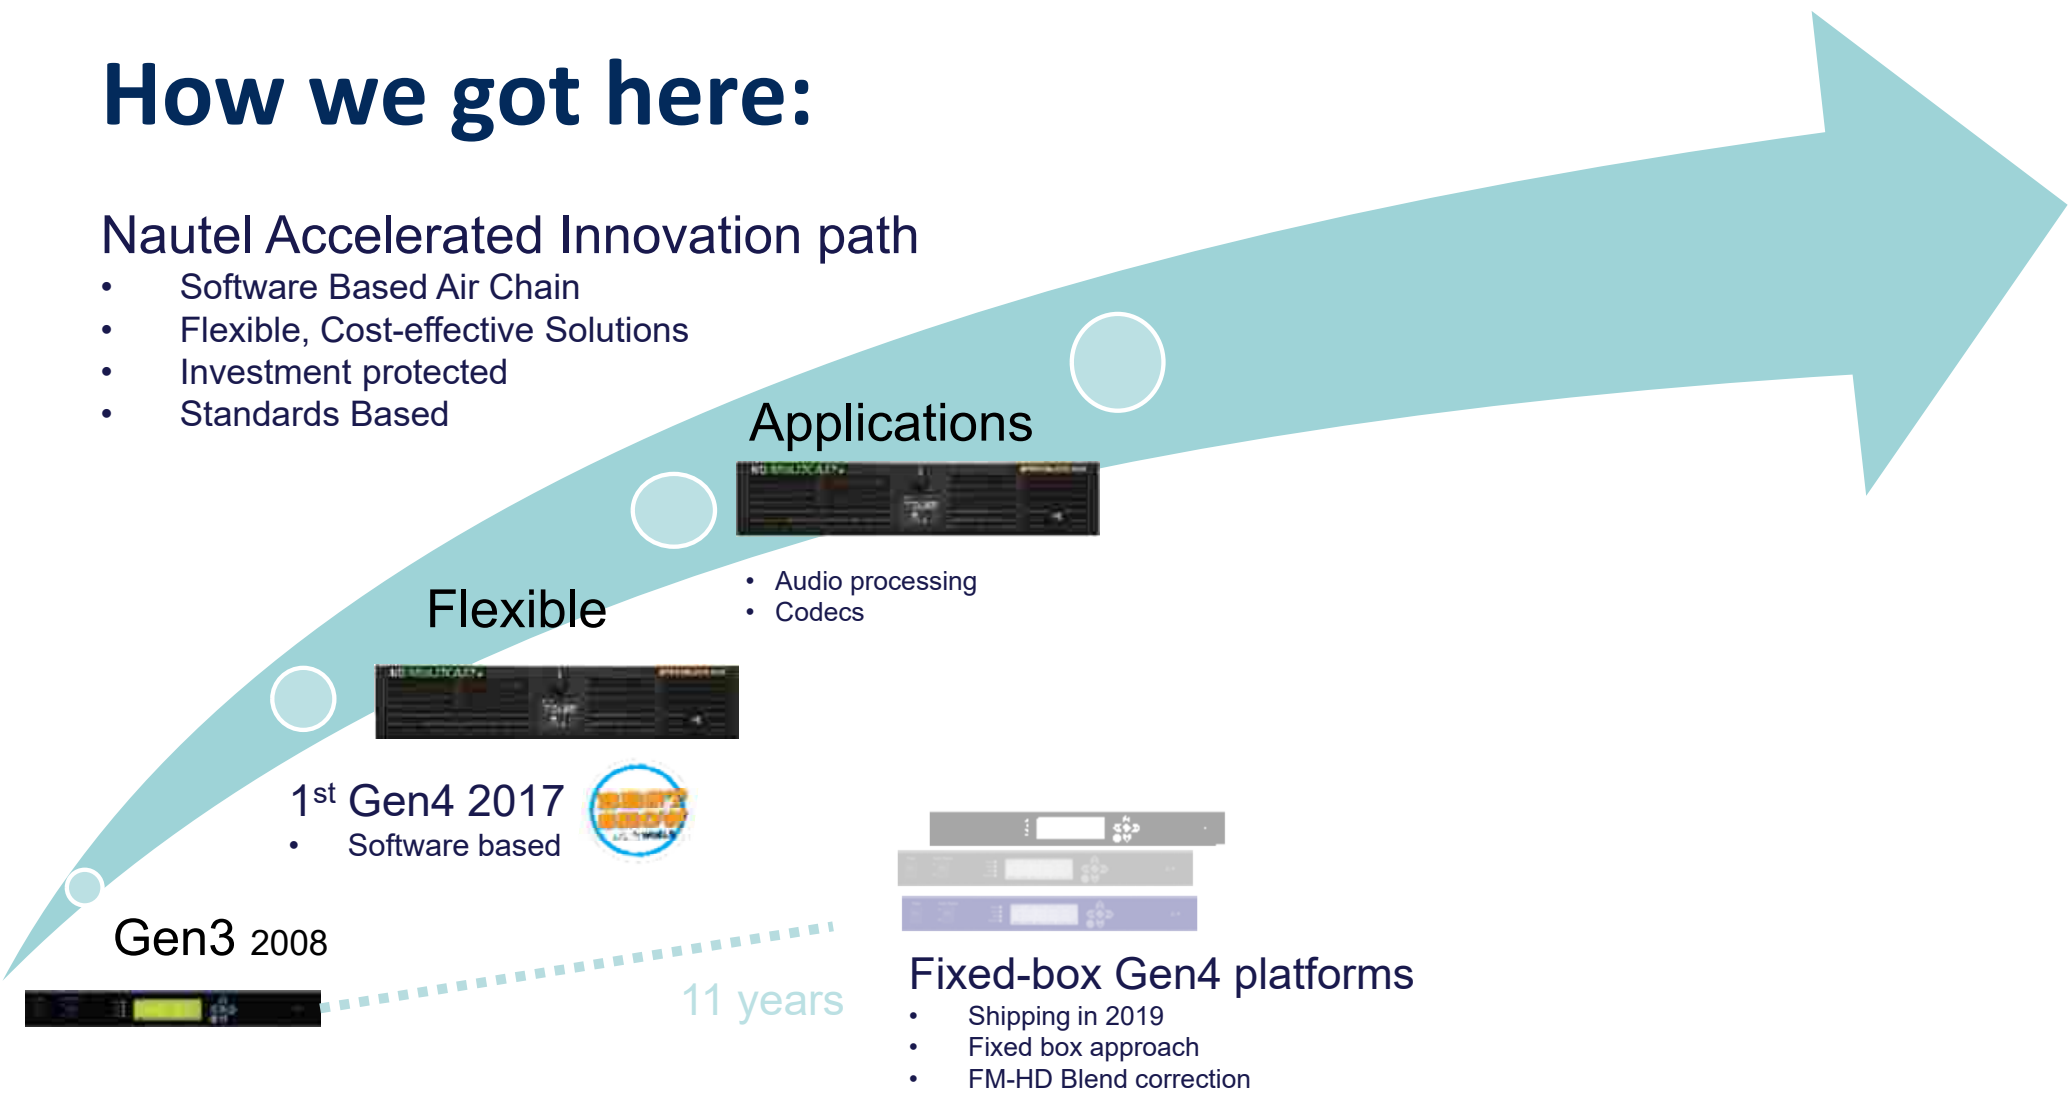 How we got here:
Nautel Accelerated Innovation path
• Software Based Air Chain
• Flexible, Cost-effective Solutions
• Investment protected
• Standards Based
Applications
• Audio processing
• Codecs
Flexible
1st Gen4 2017
• Software based
Gen3 2008
11 years
Fixed-box Gen4 platforms
• Shipping in 2019
• Fixed box approach
• FM-HD Blend correction